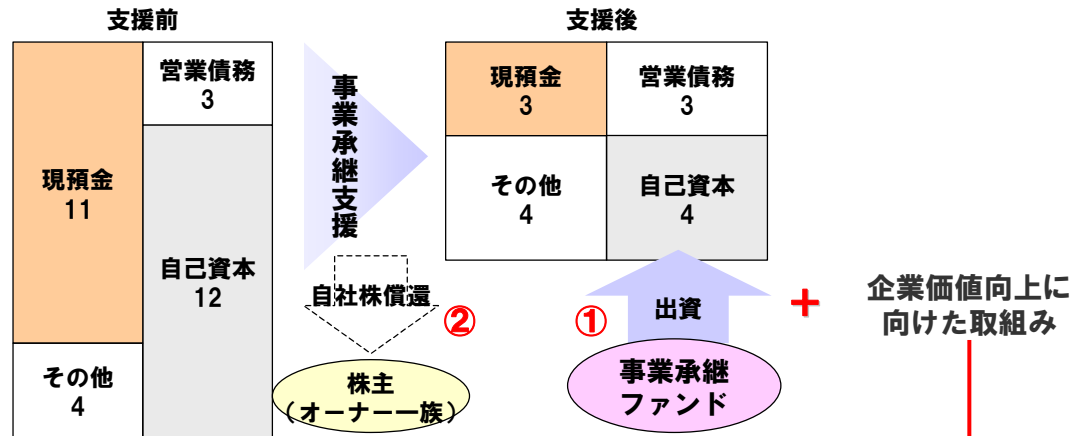 支援前
支援後
営業債務
3
現預金
11
自己資本
12
その他
4
事業承継支援
現預金
3
営業債務
3
その他
4
自己資本
4
自社株償還
②
①
出資
+
企業価値向上に
向けた取組み
株主
（オーナー一族）
事業承継
ファンド